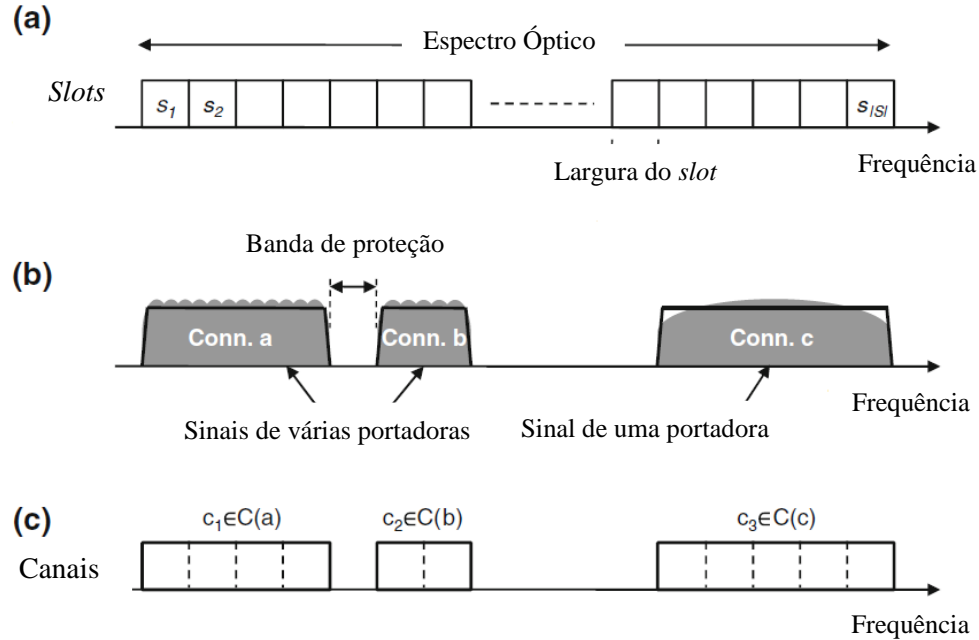 (a)
Espectro Óptico
Slots
s1 s2 s|S|
Largura do slot
Frequência
(b)
Banda de proteção
Conn. a Conn. b Conn. c
Frequência
Sinais de várias portadoras Sinal de uma portadora
(c)
c1∈C(a) c2∈C(b) c3∈C(c)
Canais
Frequência